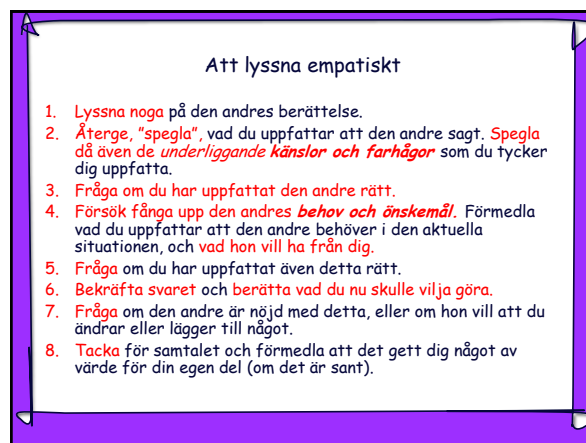 Att lyssna empatiskt
1. Lyssna noga på den andres berättelse.
2. Återge, ”spegla”, vad du uppfattar att den andre sagt. Spegla
då även de underliggande känslor och farhågor som du tycker
dig uppfatta.
3. Fråga om du har uppfattat den andre rätt.
4. Försök fånga upp den andres behov och önskemål. Förmedla
vad du uppfattar att den andre behöver i den aktuella
situationen, och vad hon vill ha från dig.
5. Fråga om du har uppfattat även detta rätt.
6. Bekräfta svaret och berätta vad du nu skulle vilja göra.
7. Fråga om den andre är nöjd med detta, eller om hon vill att du
ändrar eller lägger till något.
8. Tacka för samtalet och förmedla att det gett dig något av
värde för din egen del (om det är sant).